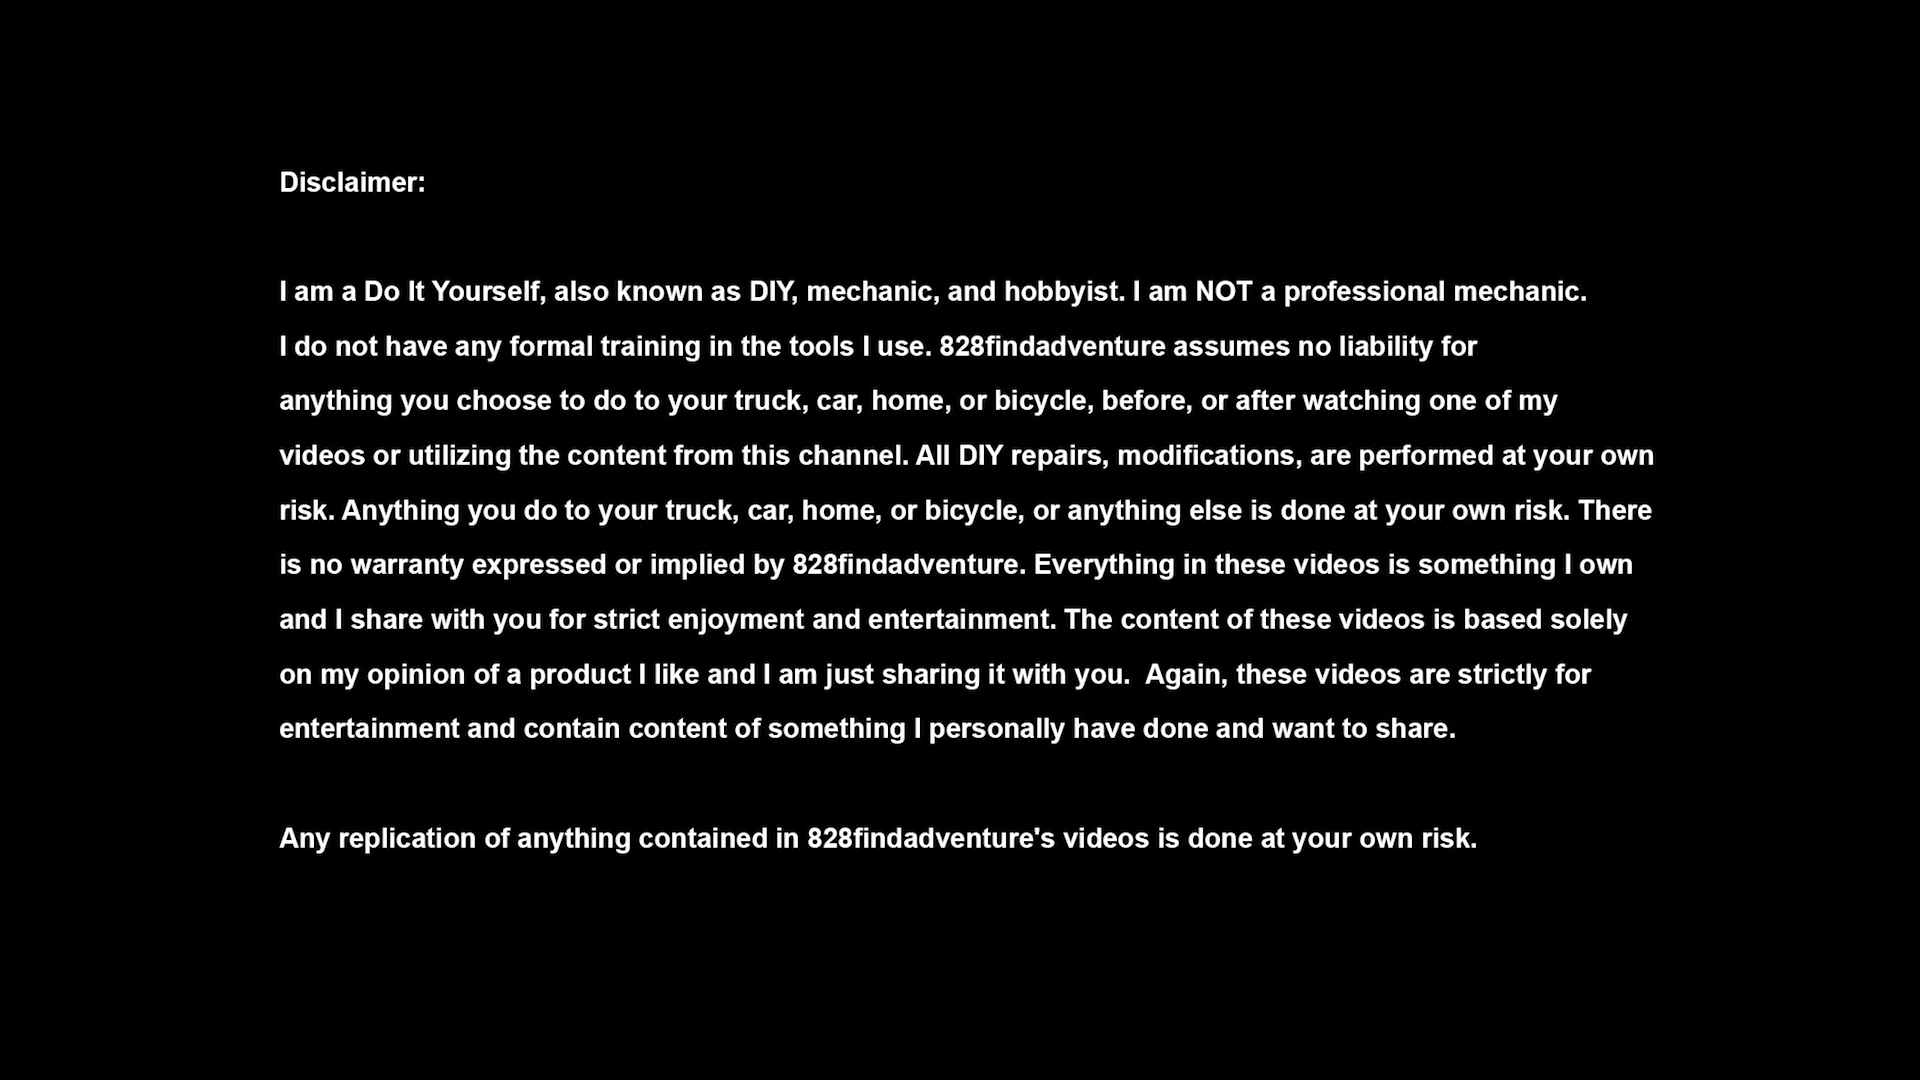 Disclaimer:
I am a Do It Yourself, also known as DIY, mechanic, and hobbyist. I am NOT a professional mechanic.
I do not have any formal training in the tools I use. 828findadventure assumes no liability for
anything you choose to do to your truck, car, home, or bicycle, before, or after watching one of my
videos or utilizing the content from this channel. All DIY repairs, modifications, are performed at your own
risk. Anything you do to your truck, car, home, or bicycle, or anything else is done at your own risk. There
is no warranty expressed or implied by 828findadventure. Everything in these videos is something I own
and I share with you for strict enjoyment and entertainment. The content of these videos is based solely
on my opinion of a product I like and I am just sharing it with you.  Again, these videos are strictly for
entertainment and contain content of something I personally have done and want to share.
Any replication of anything contained in 828findadventure's videos is done at your own risk.